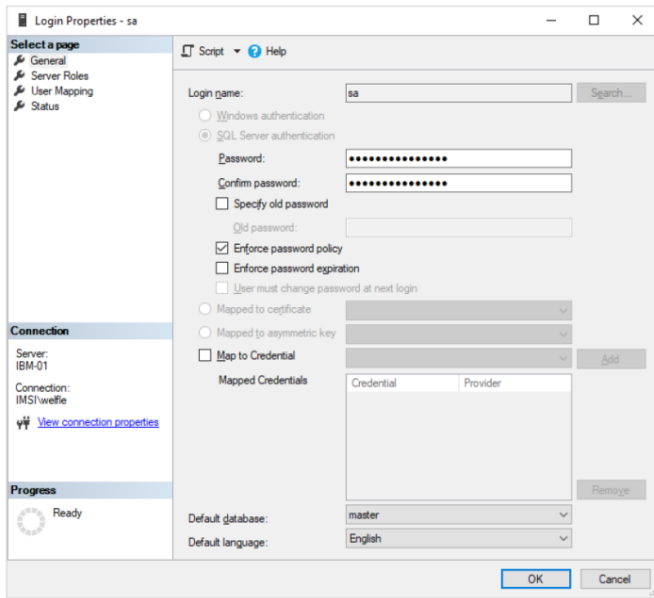 Login Properties - sa
Select a page
General
Server Roles
User Mapping
Status
Script Help
Login name: sa Search...
Windows authentication
SQL Server authentication
Password: •••••••••••••••
Confirm password: •••••••••••••••
Specify old password
Old password:
Enforce password policy
Enforce password expiration
User must change password at next login
Mapped to certificate
Mapped to asymmetric key
Map to Credential Add
Mapped Credentials Credential Provider
Remove
Default database: master
Default language: English
Connection
Server:
IBM-01
Connection:
IMSI\welfle
View connection properties
Progress
Ready
OK Cancel